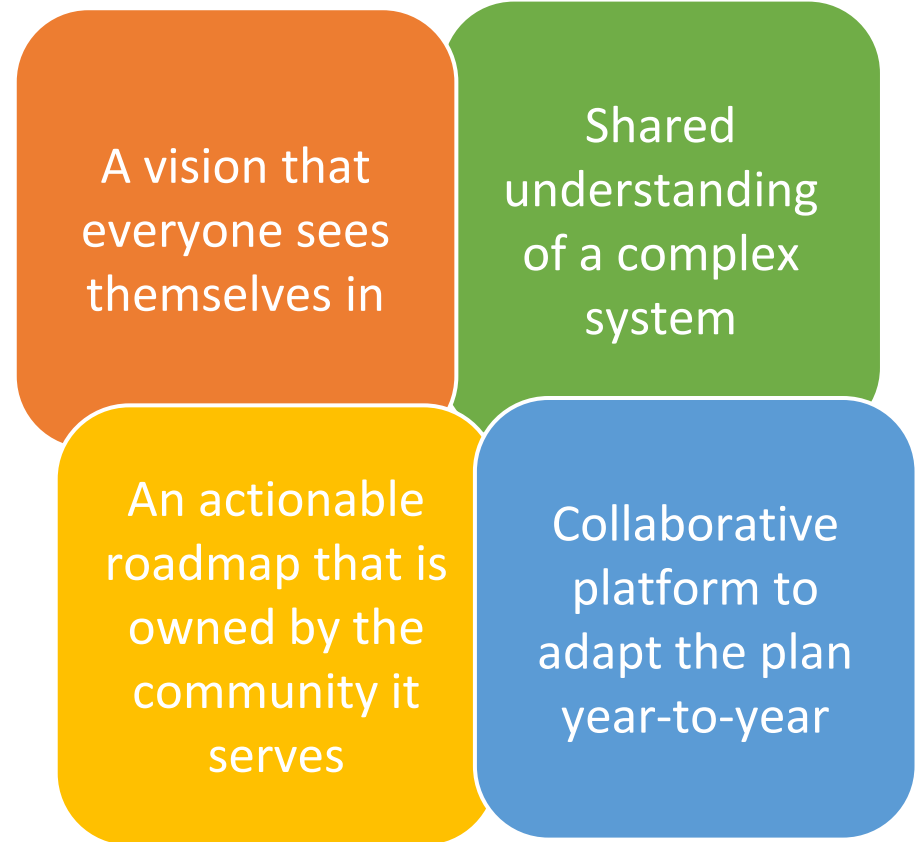 A vision that
everyone sees
themselves in
Shared
understanding
of a complex
system
An actionable
roadmap that is
owned by the
community it
serves
Collaborative
platform to
adapt the plan
year-to-year